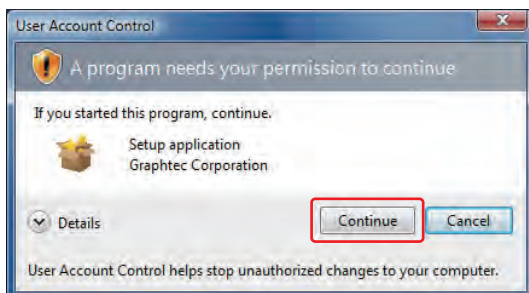 User Account Control
A program needs your permission to continue
If you started this program, continue.
Setup application
Graphtec Corporation
Details
Continue
Cancel
User Account Control helps stop unauthorized changes to your computer.